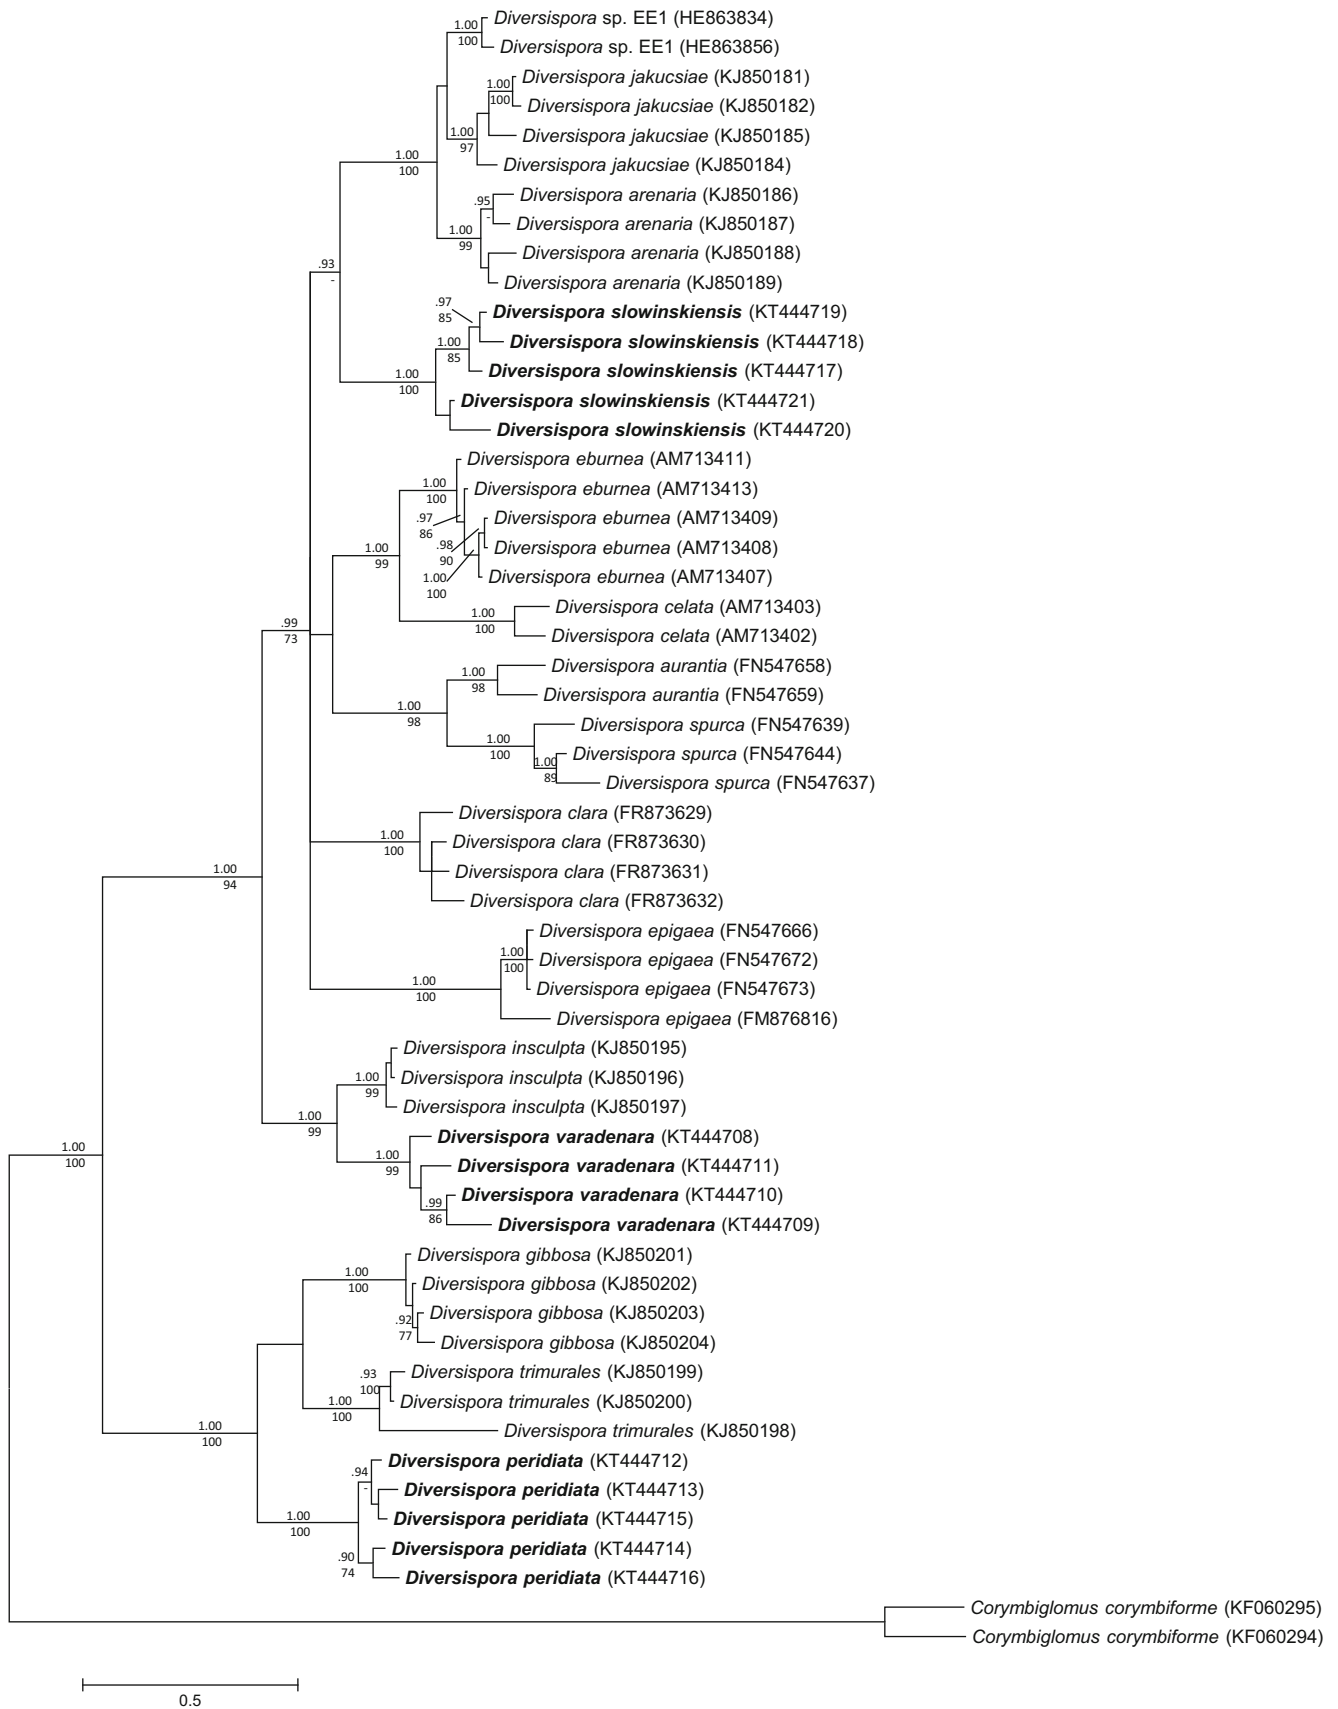 1.00
100
Diversispora sp. EE1 (HE863834)
Diversispora sp. EE1 (HE863856)
Diversispora jakucsiae (KJ850181)
1.00
100
Diversispora jakucsiae (KJ850182)
1.00
97
Diversispora jakucsiae (KJ850185)
Diversispora jakucsiae (KJ850184)
1.00
100
Diversispora arenaria (KJ850186)
.95
-
Diversispora arenaria (KJ850187)
1.00
99
Diversispora arenaria (KJ850188)
Diversispora arenaria (KJ850189)
.93
-
.97
85
Diversispora slowinskiensis (KT444719)
Diversispora slowinskiensis (KT444718)
1.00
85
Diversispora slowinskiensis (KT444717)
1.00
100
Diversispora slowinskiensis (KT444721)
Diversispora slowinskiensis (KT444720)
Diversispora eburnea (AM713411)
1.00
100
Diversispora eburnea (AM713413)
.97
86
Diversispora eburnea (AM713409)
.98
90
Diversispora eburnea (AM713408)
1.00
100
Diversispora eburnea (AM713407)
1.00
99
Diversispora celata (AM713403)
1.00
100
Diversispora celata (AM713402)
.99
73
Diversispora aurantia (FN547658)
1.00
98
Diversispora aurantia (FN547659)
1.00
98
Diversispora spurca (FN547639)
1.00
100
Diversispora spurca (FN547644)
1.00
89
Diversispora spurca (FN547637)
Diversispora clara (FR873629)
1.00
100
Diversispora clara (FR873630)
Diversispora clara (FR873631)
1.00
94
Diversispora clara (FR873632)
Diversispora epigaea (FN547666)
1.00
100
Diversispora epigaea (FN547672)
1.00
100
Diversispora epigaea (FN547673)
Diversispora epigaea (FM876816)
Diversispora insculpta (KJ850195)
1.00
99
Diversispora insculpta (KJ850196)
Diversispora insculpta (KJ850197)
1.00
99
Diversispora varadenara (KT444708)
1.00
99
Diversispora varadenara (KT444711)
1.00
100
Diversispora varadenara (KT444710)
.99
86
Diversispora varadenara (KT444709)
Diversispora gibbosa (KJ850201)
1.00
100
Diversispora gibbosa (KJ850202)
Diversispora gibbosa (KJ850203)
.92
77
Diversispora gibbosa (KJ850204)
Diversispora trimurales (KJ850199)
.93
100
Diversispora trimurales (KJ850200)
1.00
100
Diversispora trimurales (KJ850198)
1.00
100
Diversispora peridiata (KT444712)
.94
-
Diversispora peridiata (KT444713)
1.00
100
Diversispora peridiata (KT444715)
Diversispora peridiata (KT444714)
.90
74
Diversispora peridiata (KT444716)
Corymbiglomus corymbiforme (KF060295)
Corymbiglomus corymbiforme (KF060294)
0.5